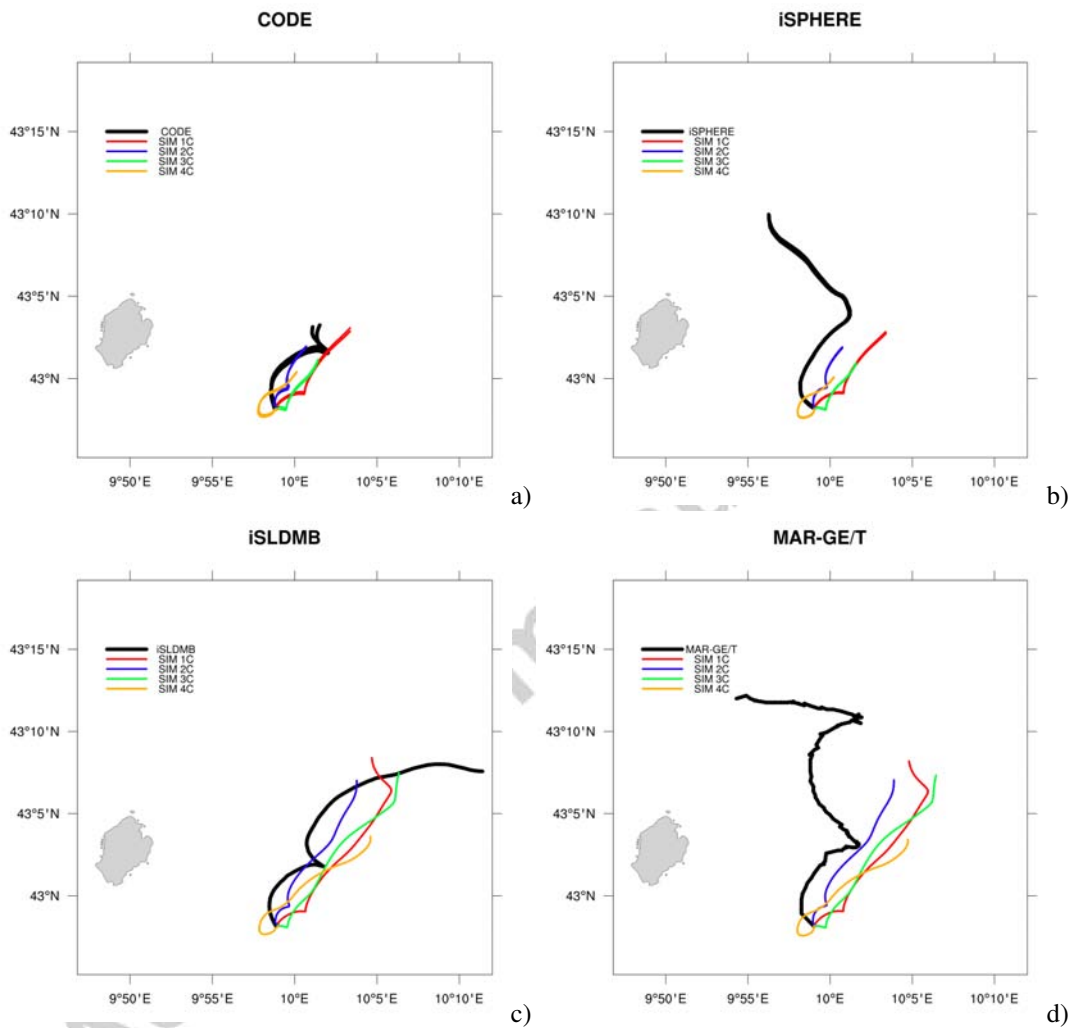 CODE
43°15'N
43°10'N
43°5'N
43°N
CODE
SIM 1C
SIM 2C
SIM 3C
SIM 4C
9°50'E 9°55'E 10°E 10°5'E 10°10'E
a)
iSPHERE
43°15'N
43°10'N
43°5'N
43°N
iSPHERE
SIM 1C
SIM 2C
SIM 3C
SIM 4C
9°50'E 9°55'E 10°E 10°5'E 10°10'E
b)
iSLDMB
43°15'N
43°10'N
43°5'N
43°N
iSLDMB
SIM 1C
SIM 2C
SIM 3C
SIM 4C
9°50'E 9°55'E 10°E 10°5'E 10°10'E
c)
MAR-GE/T
43°15'N
43°10'N
43°5'N
43°N
MAR-GE/T
SIM 1C
SIM 2C
SIM 3C
SIM 4C
9°50'E 9°55'E 10°E 10°5'E 10°10'E
d)